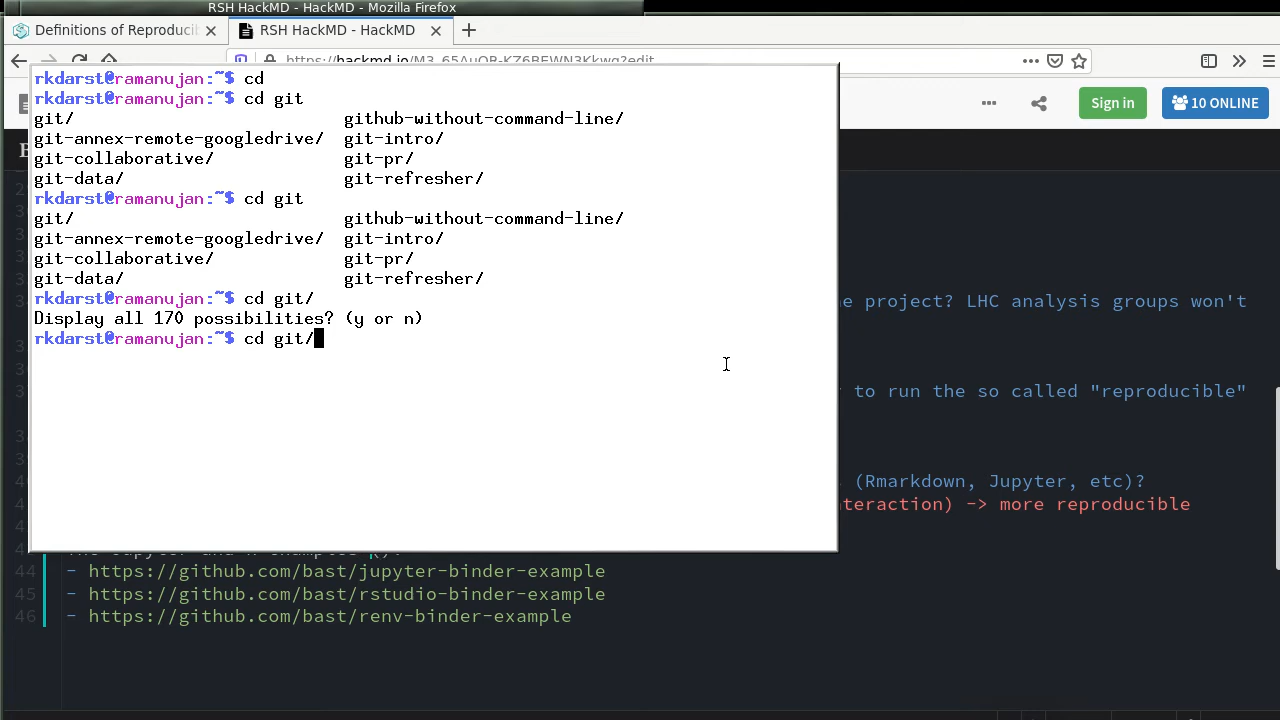 RSH HackMD - HackMD - Mozilla Firefox
Definitions of Reproducib
RSH HackMD - HackMD
Sign in
10 ONLINE
rkdarst@ramanujan:~$ cd
rkdarst@ramanujan:~$ cd git
git/ github-without-command-line/
git-annex-remote-googledrive/ git-intro/
git-collaborative/ git-pr/
git-data/ git-refresher/
rkdarst@ramanujan:~$ cd git
git/ github-without-command-line/
git-annex-remote-googledrive/ git-intro/
git-collaborative/ git-pr/
git-data/ git-refresher/
rkdarst@ramanujan:~$ cd git/
Display all 170 possibilities? (y or n)
rkdarst@ramanujan:~$ cd git/
project? LHC analysis groups won't
to run the so called "reproducible"
(Rmarkdown, Jupyter, etc)?
-> more reproducible
44 - https://github.com/bast/jupyter-binder-example
45 - https://github.com/bast/rstudio-binder-example
46 - https://github.com/bast/renv-binder-example